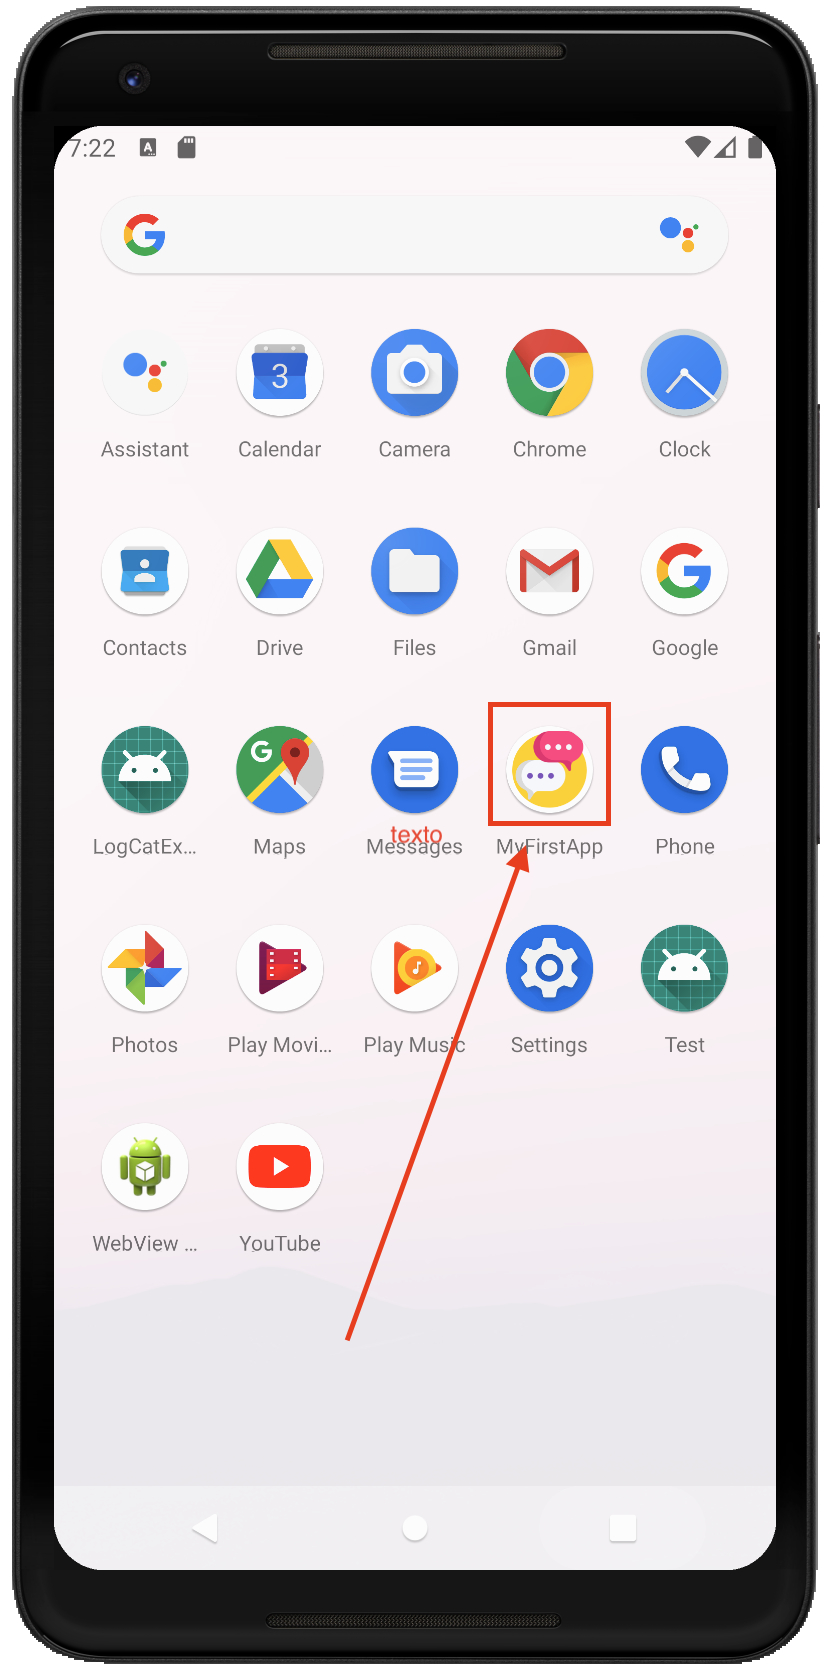 7:22
Assistant Calendar Camera Chrome Clock
3
Contacts Drive Files Gmail Google
LogCatEx... Maps Messages MyFirstApp Phone
texto
Photos Play Movi... Play Music Settings Test
WebView ... YouTube